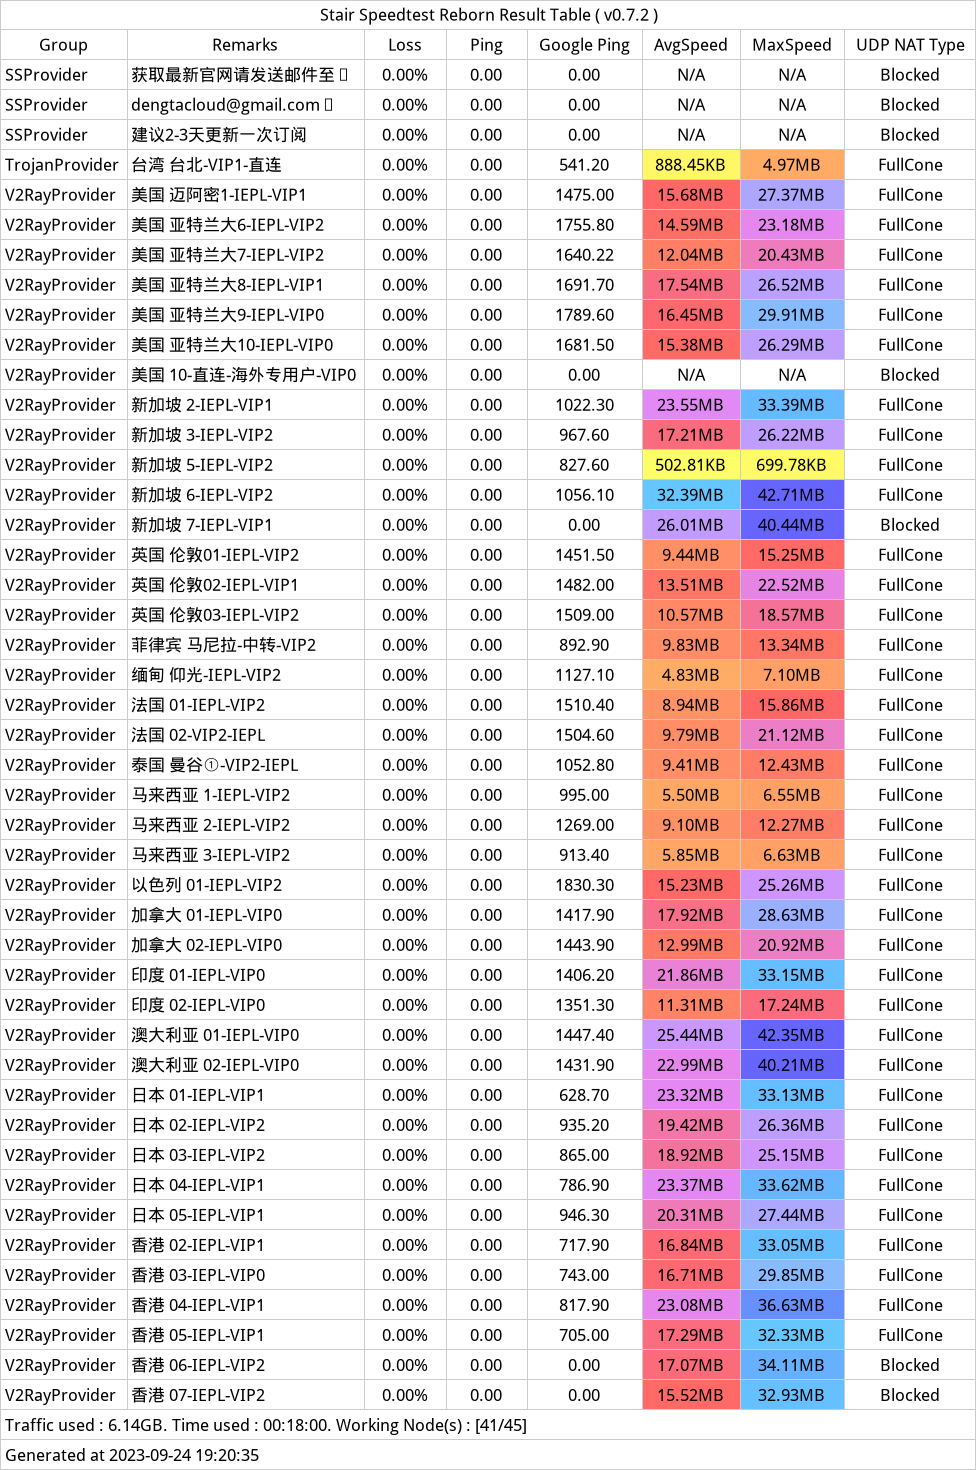 Stair Speedtest Reborn Result Table ( v0.7.2 )
Group Remarks Loss Ping Google Ping AvgSpeed MaxSpeed UDP NAT Type
SSProvider 获取最新官网请发送邮件至 0.00% 0.00 0.00 N/A N/A Blocked
SSProvider dengtacloud@gmail.com 0.00% 0.00 0.00 N/A N/A Blocked
SSProvider 建议2-3天更新一次订阅 0.00% 0.00 0.00 N/A N/A Blocked
TrojanProvider 台湾 台北-VIP1-直连 0.00% 0.00 541.20 888.45KB 4.97MB FullCone
V2RayProvider 美国 迈阿密1-IEPL-VIP1 0.00% 0.00 1475.00 15.68MB 27.37MB FullCone
V2RayProvider 美国 亚特兰大6-IEPL-VIP2 0.00% 0.00 1755.80 14.59MB 23.18MB FullCone
V2RayProvider 美国 亚特兰大7-IEPL-VIP2 0.00% 0.00 1640.22 12.04MB 20.43MB FullCone
V2RayProvider 美国 亚特兰大8-IEPL-VIP1 0.00% 0.00 1691.70 17.54MB 26.52MB FullCone
V2RayProvider 美国 亚特兰大9-IEPL-VIP0 0.00% 0.00 1789.60 16.45MB 29.91MB FullCone
V2RayProvider 美国 亚特兰大10-IEPL-VIP0 0.00% 0.00 1681.50 15.38MB 26.29MB FullCone
V2RayProvider 美国 10-直连-海外专用户-VIP0 0.00% 0.00 0.00 N/A N/A Blocked
V2RayProvider 新加坡 2-IEPL-VIP1 0.00% 0.00 1022.30 23.55MB 33.39MB FullCone
V2RayProvider 新加坡 3-IEPL-VIP2 0.00% 0.00 967.60 17.21MB 26.22MB FullCone
V2RayProvider 新加坡 5-IEPL-VIP2 0.00% 0.00 827.60 502.81KB 699.78KB FullCone
V2RayProvider 新加坡 6-IEPL-VIP2 0.00% 0.00 1056.10 32.39MB 42.71MB FullCone
V2RayProvider 新加坡 7-IEPL-VIP1 0.00% 0.00 0.00 26.01MB 40.44MB Blocked
V2RayProvider 英国 伦敦01-IEPL-VIP2 0.00% 0.00 1451.50 9.44MB 15.25MB FullCone
V2RayProvider 英国 伦敦02-IEPL-VIP1 0.00% 0.00 1482.00 13.51MB 22.52MB FullCone
V2RayProvider 英国 伦敦03-IEPL-VIP2 0.00% 0.00 1509.00 10.57MB 18.57MB FullCone
V2RayProvider 菲律宾 马尼拉-中转-VIP2 0.00% 0.00 892.90 9.83MB 13.34MB FullCone
V2RayProvider 缅甸 仰光-IEPL-VIP2 0.00% 0.00 1127.10 4.83MB 7.10MB FullCone
V2RayProvider 法国 01-IEPL-VIP2 0.00% 0.00 1510.40 8.94MB 15.86MB FullCone
V2RayProvider 法国 02-VIP2-IEPL 0.00% 0.00 1504.60 9.79MB 21.12MB FullCone
V2RayProvider 泰国 曼谷①-VIP2-IEPL 0.00% 0.00 1052.80 9.41MB 12.43MB FullCone
V2RayProvider 马来西亚 1-IEPL-VIP2 0.00% 0.00 995.00 5.50MB 6.55MB FullCone
V2RayProvider 马来西亚 2-IEPL-VIP2 0.00% 0.00 1269.00 9.10MB 12.27MB FullCone
V2RayProvider 马来西亚 3-IEPL-VIP2 0.00% 0.00 913.40 5.85MB 6.63MB FullCone
V2RayProvider 以色列 01-IEPL-VIP2 0.00% 0.00 1830.30 15.23MB 25.26MB FullCone
V2RayProvider 加拿大 01-IEPL-VIP0 0.00% 0.00 1417.90 17.92MB 28.63MB FullCone
V2RayProvider 加拿大 02-IEPL-VIP0 0.00% 0.00 1443.90 12.99MB 20.92MB FullCone
V2RayProvider 印度 01-IEPL-VIP0 0.00% 0.00 1406.20 21.86MB 33.15MB FullCone
V2RayProvider 印度 02-IEPL-VIP0 0.00% 0.00 1351.30 11.31MB 17.24MB FullCone
V2RayProvider 澳大利亚 01-IEPL-VIP0 0.00% 0.00 1447.40 25.44MB 42.35MB FullCone
V2RayProvider 澳大利亚 02-IEPL-VIP0 0.00% 0.00 1431.90 22.99MB 40.21MB FullCone
V2RayProvider 日本 01-IEPL-VIP1 0.00% 0.00 628.70 23.32MB 33.13MB FullCone
V2RayProvider 日本 02-IEPL-VIP2 0.00% 0.00 935.20 19.42MB 26.36MB FullCone
V2RayProvider 日本 03-IEPL-VIP2 0.00% 0.00 865.00 18.92MB 25.15MB FullCone
V2RayProvider 日本 04-IEPL-VIP1 0.00% 0.00 786.90 23.37MB 33.62MB FullCone
V2RayProvider 日本 05-IEPL-VIP1 0.00% 0.00 946.30 20.31MB 27.44MB FullCone
V2RayProvider 香港 02-IEPL-VIP1 0.00% 0.00 717.90 16.84MB 33.05MB FullCone
V2RayProvider 香港 03-IEPL-VIP0 0.00% 0.00 743.00 16.71MB 29.85MB FullCone
V2RayProvider 香港 04-IEPL-VIP1 0.00% 0.00 817.90 23.08MB 36.63MB FullCone
V2RayProvider 香港 05-IEPL-VIP1 0.00% 0.00 705.00 17.29MB 32.33MB FullCone
V2RayProvider 香港 06-IEPL-VIP2 0.00% 0.00 0.00 17.07MB 34.11MB Blocked
V2RayProvider 香港 07-IEPL-VIP2 0.00% 0.00 0.00 15.52MB 32.93MB Blocked
Traffic used : 6.14GB. Time used : 00:18:00. Working Node(s) : [41/45]
Generated at 2023-09-24 19:20:35